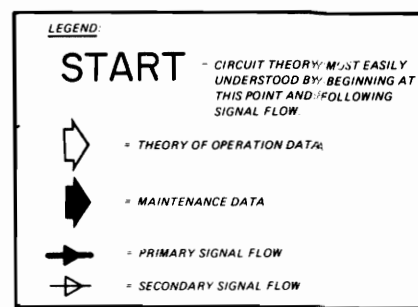 LEGEND:
START - CIRCUIT THEORY MOST EASILY
UNDERSTOOD BY BEGINNING AT
THIS POINT AND FOLLOWING
SIGNAL FLOW.
= THEORY OF OPERATION DATA
= MAINTENANCE DATA
= PRIMARY SIGNAL FLOW
= SECONDARY SIGNAL FLOW